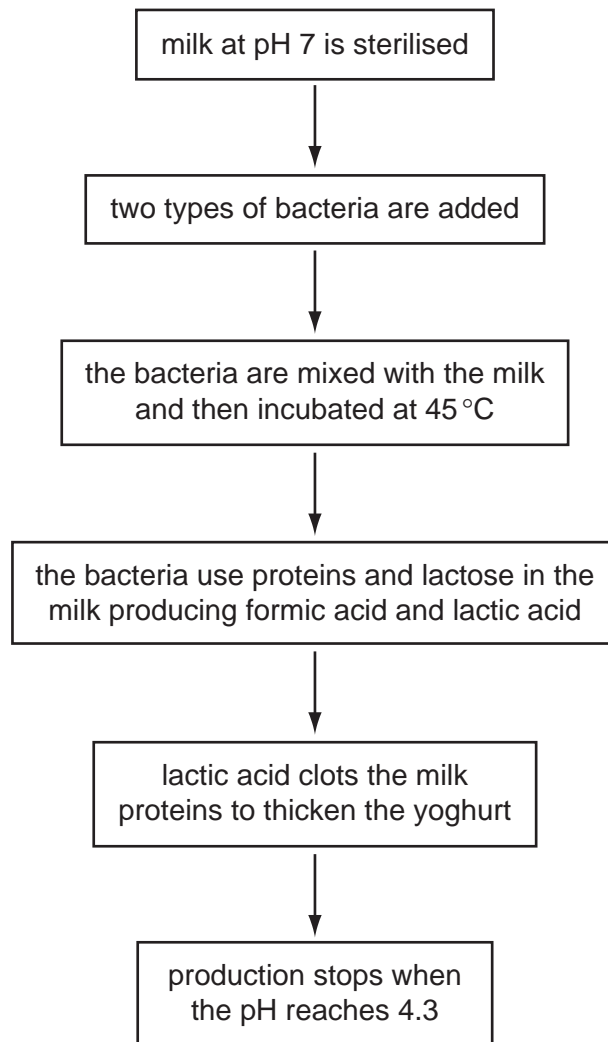 milk at pH 7 is sterilised
two types of bacteria are added
the bacteria are mixed with the milk
and then incubated at 45 °C
the bacteria use proteins and lactose in the
milk producing formic acid and lactic acid
lactic acid clots the milk
proteins to thicken the yoghurt
production stops when
the pH reaches 4.3